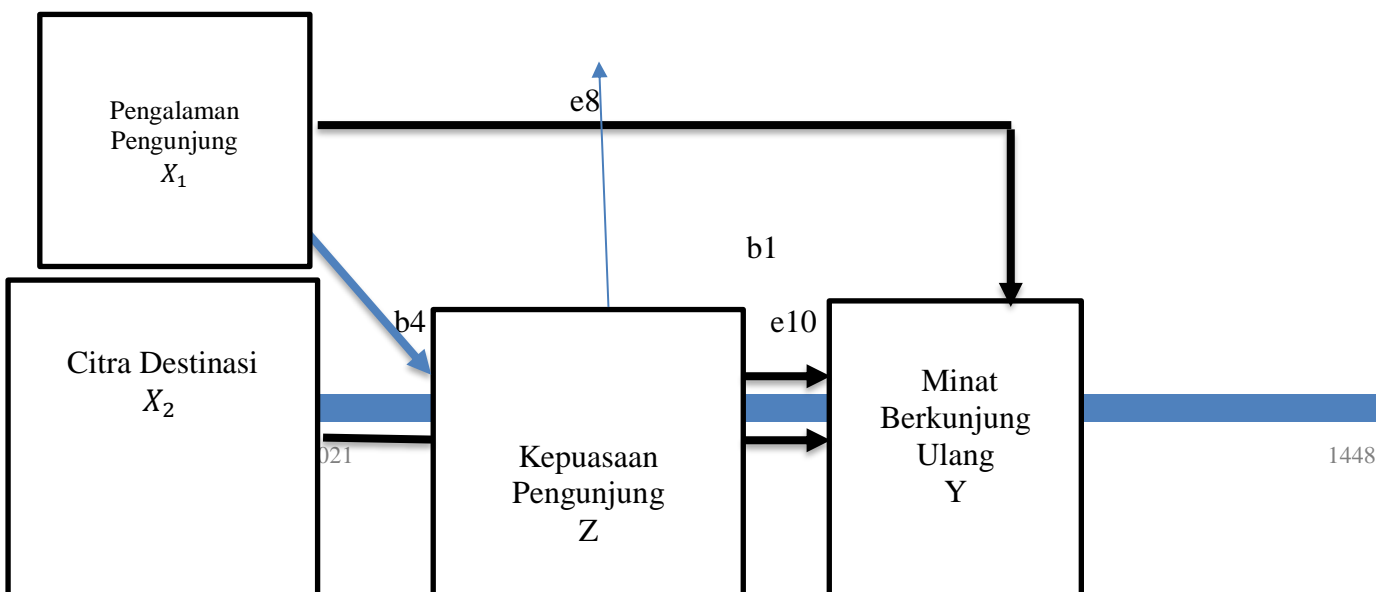 Pengalaman
Pengunjung
X₁
e8
b1
b4
e10
Citra Destinasi
X₂
Kepuasaan
Pengunjung
Z
Minat
Berkunjung
Ulang
Y
021
1448